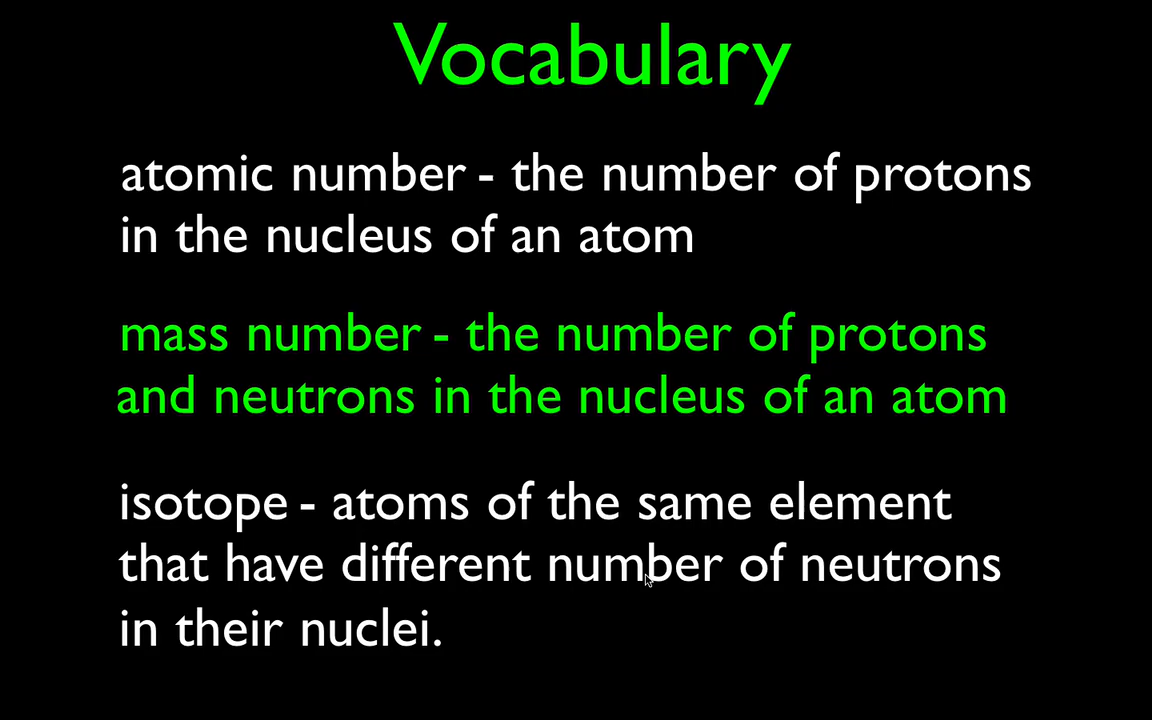 Vocabulary
atomic number - the number of protons
in the nucleus of an atom
mass number - the number of protons
and neutrons in the nucleus of an atom
isotope - atoms of the same element
that have different number of neutrons
in their nuclei.